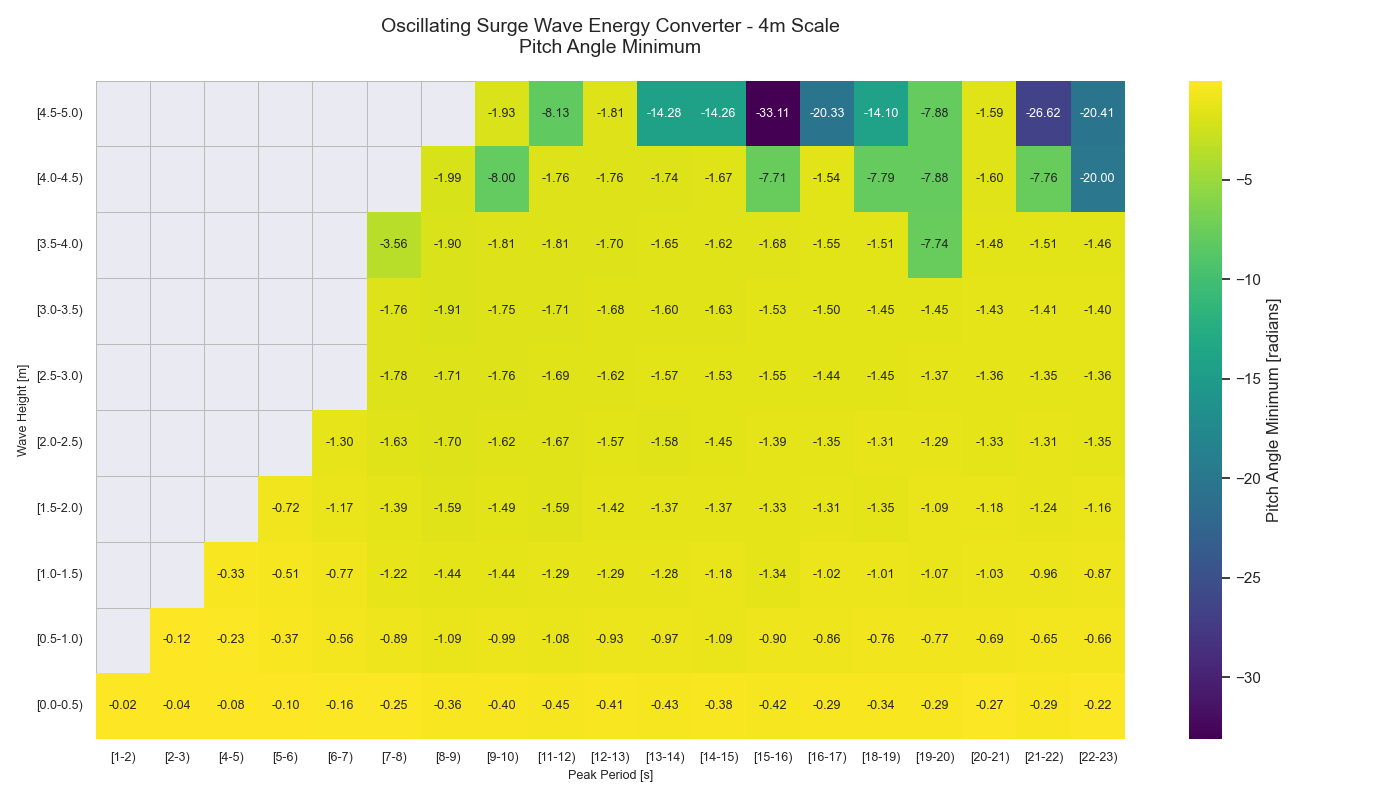 Oscillating Surge Wave Energy Converter - 4m Scale
Pitch Angle Minimum
[4.5-5.0) -1.93 -8.13 -1.81 -14.28 -14.26 -33.11 -20.33 -14.10 -7.88 -1.59 -26.62 -20.41
[4.0-4.5) -1.99 -8.00 -1.76 -1.76 -1.74 -1.67 -7.71 -1.54 -7.79 -7.88 -1.60 -7.76 -20.00
[3.5-4.0) -3.56 -1.90 -1.81 -1.81 -1.70 -1.65 -1.62 -1.68 -1.55 -1.51 -7.74 -1.48 -1.51 -1.46
[3.0-3.5) -1.76 -1.91 -1.75 -1.71 -1.68 -1.60 -1.63 -1.53 -1.50 -1.45 -1.45 -1.43 -1.41 -1.40
[2.5-3.0) -1.78 -1.71 -1.76 -1.69 -1.62 -1.57 -1.53 -1.55 -1.44 -1.45 -1.37 -1.36 -1.35 -1.36
[2.0-2.5) -1.30 -1.63 -1.70 -1.62 -1.67 -1.57 -1.58 -1.45 -1.39 -1.35 -1.31 -1.29 -1.33 -1.31 -1.35
[1.5-2.0) -0.72 -1.17 -1.39 -1.59 -1.49 -1.59 -1.42 -1.37 -1.37 -1.33 -1.31 -1.35 -1.09 -1.18 -1.24 -1.16
[1.0-1.5) -0.33 -0.51 -0.77 -1.22 -1.44 -1.44 -1.29 -1.29 -1.28 -1.18 -1.34 -1.02 -1.01 -1.07 -1.03 -0.96 -0.87
[0.5-1.0) -0.12 -0.23 -0.37 -0.56 -0.89 -1.09 -0.99 -1.08 -0.93 -0.97 -1.09 -0.90 -0.86 -0.76 -0.77 -0.69 -0.65 -0.66
[0.0-0.5) -0.02 -0.04 -0.08 -0.10 -0.16 -0.25 -0.36 -0.40 -0.45 -0.41 -0.43 -0.38 -0.42 -0.29 -0.34 -0.29 -0.27 -0.29 -0.22
[1-2) [2-3) [4-5) [5-6) [6-7) [7-8) [8-9) [9-10) [11-12) [12-13) [13-14) [14-15) [15-16) [16-17) [18-19) [19-20) [20-21) [21-22) [22-23)
Peak Period [s]
Wave Height [m]
−5
−10
−15
−20
−25
−30
Pitch Angle Minimum [radians]